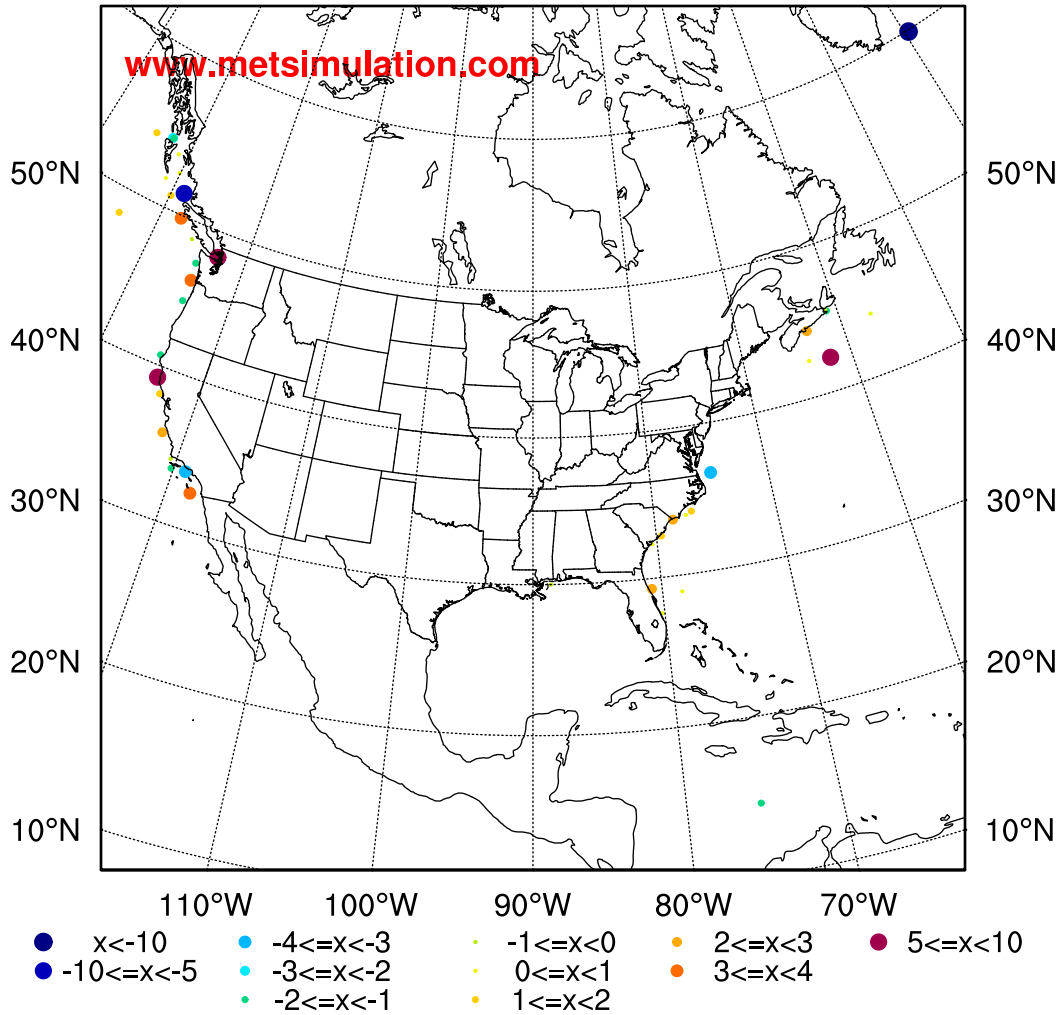 www.metsimulation.com
50°N 50°N
40°N 40°N
30°N 30°N
20°N 20°N
10°N 10°N
110°W 100°W 90°W 80°W 70°W
x<-10 -4<=x<-3 -1<=x<0 2<=x<3 5<=x<10
-10<=x<-5 -3<=x<-2 0<=x<1 3<=x<4
-2<=x<-1 1<=x<2